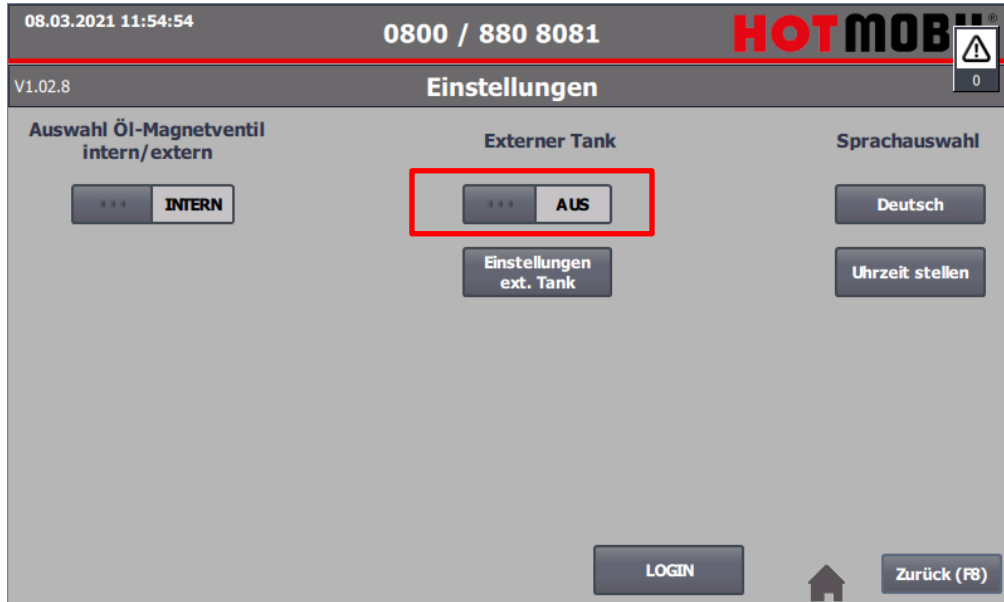 08.03.2021 11:54:54
0800 / 880 8081
HOTMOBIL®
0
V1.02.8
Einstellungen
Auswahl Öl-Magnetventil
intern/extern
Externer Tank
Sprachauswahl
INTERN
AUS
Deutsch
Einstellungen
ext. Tank
Uhrzeit stellen
LOGIN
Zurück (F8)